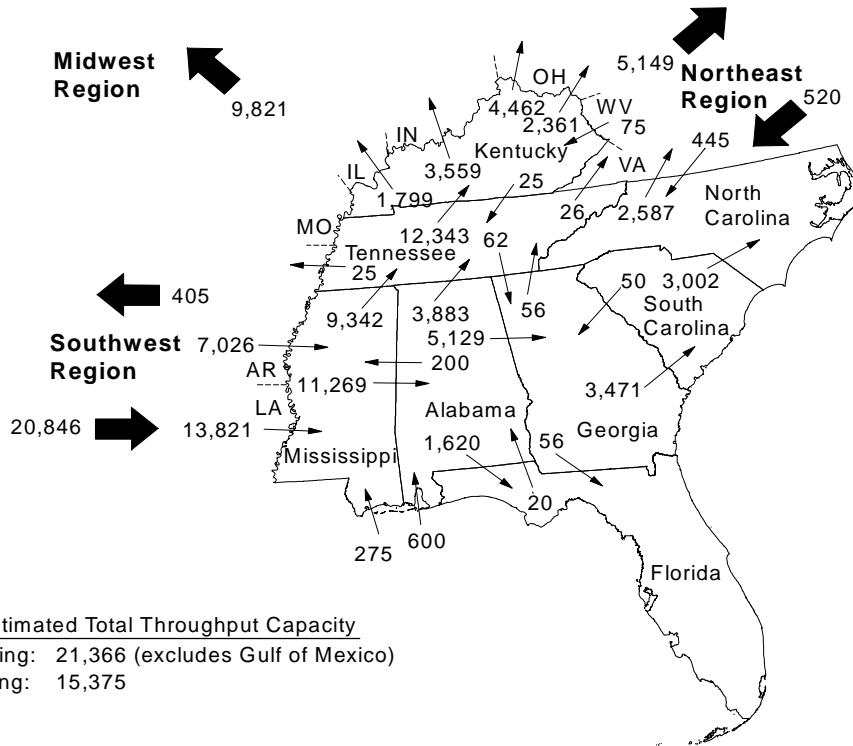 5,149
OH
Midwest
Region
Northeast
Region
9,821
520
4,462
2,361
WV
75
IN
445
Kentucky
3,559
VA
IL
25
1,799
North
Carolina
26
2,587
MO
12,343
62
Tennessee
25
50
3,002
405
9,342
3,883
56
South
Carolina
5,129
Southwest
Region
7,026
200
AR
11,269
3,471
LA
Alabama
20,846
13,821
Georgia
1,620
56
Mississippi
20
275
600
Florida
timated Total Throughput Capacity
ing: 21,366 (excludes Gulf of Mexico)
ng: 15,375